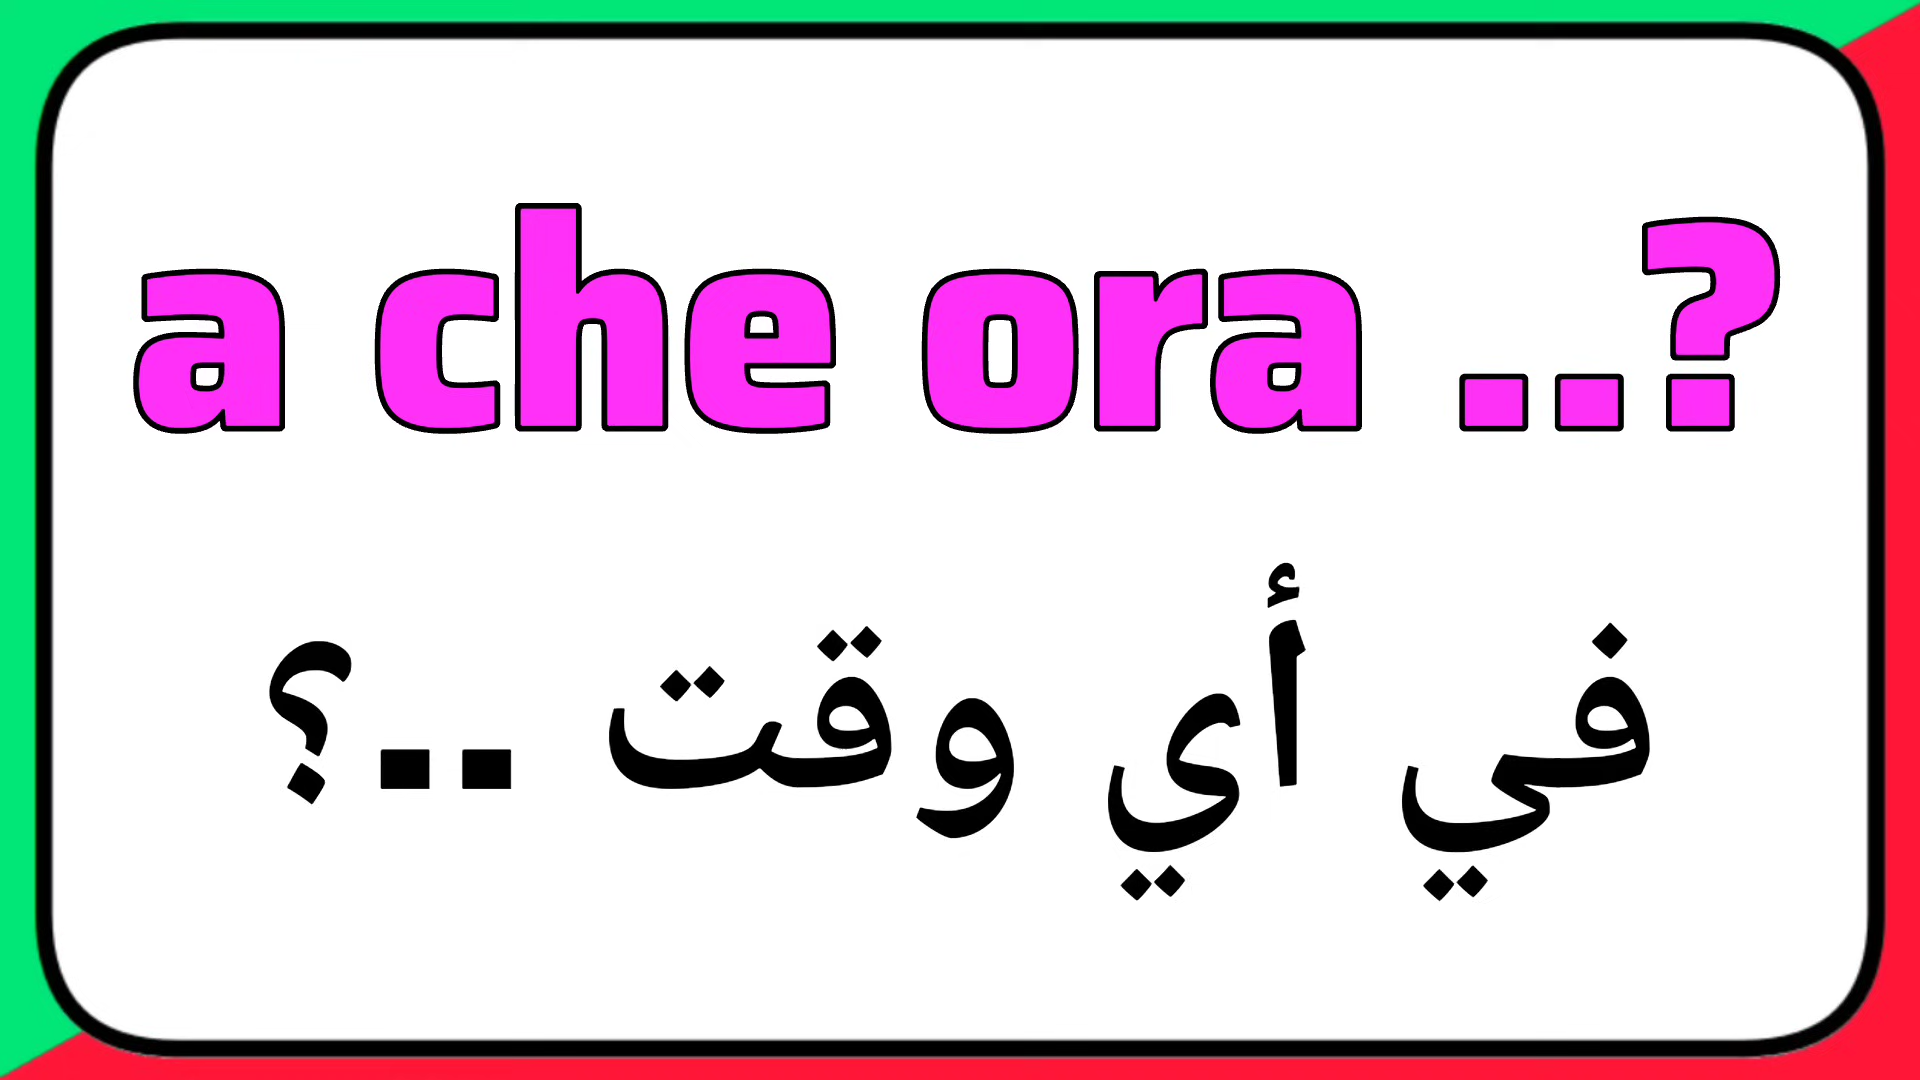 a che ora ..?
في أي وقت ..؟